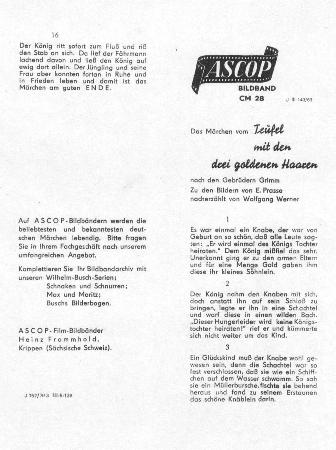 16
Der König ritt sofort zum Fluß und riß
den Stab an sich. Da lief der Fährmann
lachend davon und ließ den König auf
ewig dort allein. Der Jüngling und seine
Frau aber konnten fortan in Ruhe und
in Frieden leben und damit ist das
Märchen am guten ENDE.
Auf ASCOP-Bildbändern werden die
beliebtesten und bekanntesten deut-
schen Märchen lebendig. Bitte fragen
Sie in Ihrem Fachgeschäft nach unserem
umfangreichen Angebot.
Komplettieren Sie Ihr Bildbandarchiv mit
unseren Wilhelm-Busch-Serien:
Schnaken und Schnurren;
Max und Moritz;
Buschs Bilderbogen.
ASCOP-Film-Bildbänder
Heinz Frommhold,
Krippen (Sächsische Schweiz).
ASCOP
BILDBAND
CM 28
Das Märchen vom Teufel
mit den
drei goldenen Haaren
nach den Gebrüdern Grimm
Zu den Bildern von E. Prasse
nacherzählt von Wolfgang Werner
1
Es war einmal ein Knabe, der war von
Geburt an so schön, daß alle Leute sag-
ten: „Er wird einmal des Königs Tochter
heiraten." Dem König mißfiel das sehr.
Unerkannt ging er zu den armen Eltern
und für eine Menge Gold gaben ihm
diese ihr kleines Söhnlein.
2
Der König nahm den Knaben mit sich,
doch anstatt ihn auf sein Schloß zu
bringen, legte er ihn in eine Schachtel
und warf diese in einen wilden Bach.
„Dieser Hungerleider wird keine Königs-
tochter heiraten!" rief er und kümmerte
sich nicht weiter um das Kind.
3
Ein Glückskind muß der Knabe wohl ge-
wesen sein, denn die Schachtel war so
fest verschlossen, daß sie wie ein Schiff-
chen auf dem Wasser schwamm. So sah
sie ein Müllerbursche, fischte sie behend
heraus und fand zu seinem Erstaunen
das schöne Knäblein darin.